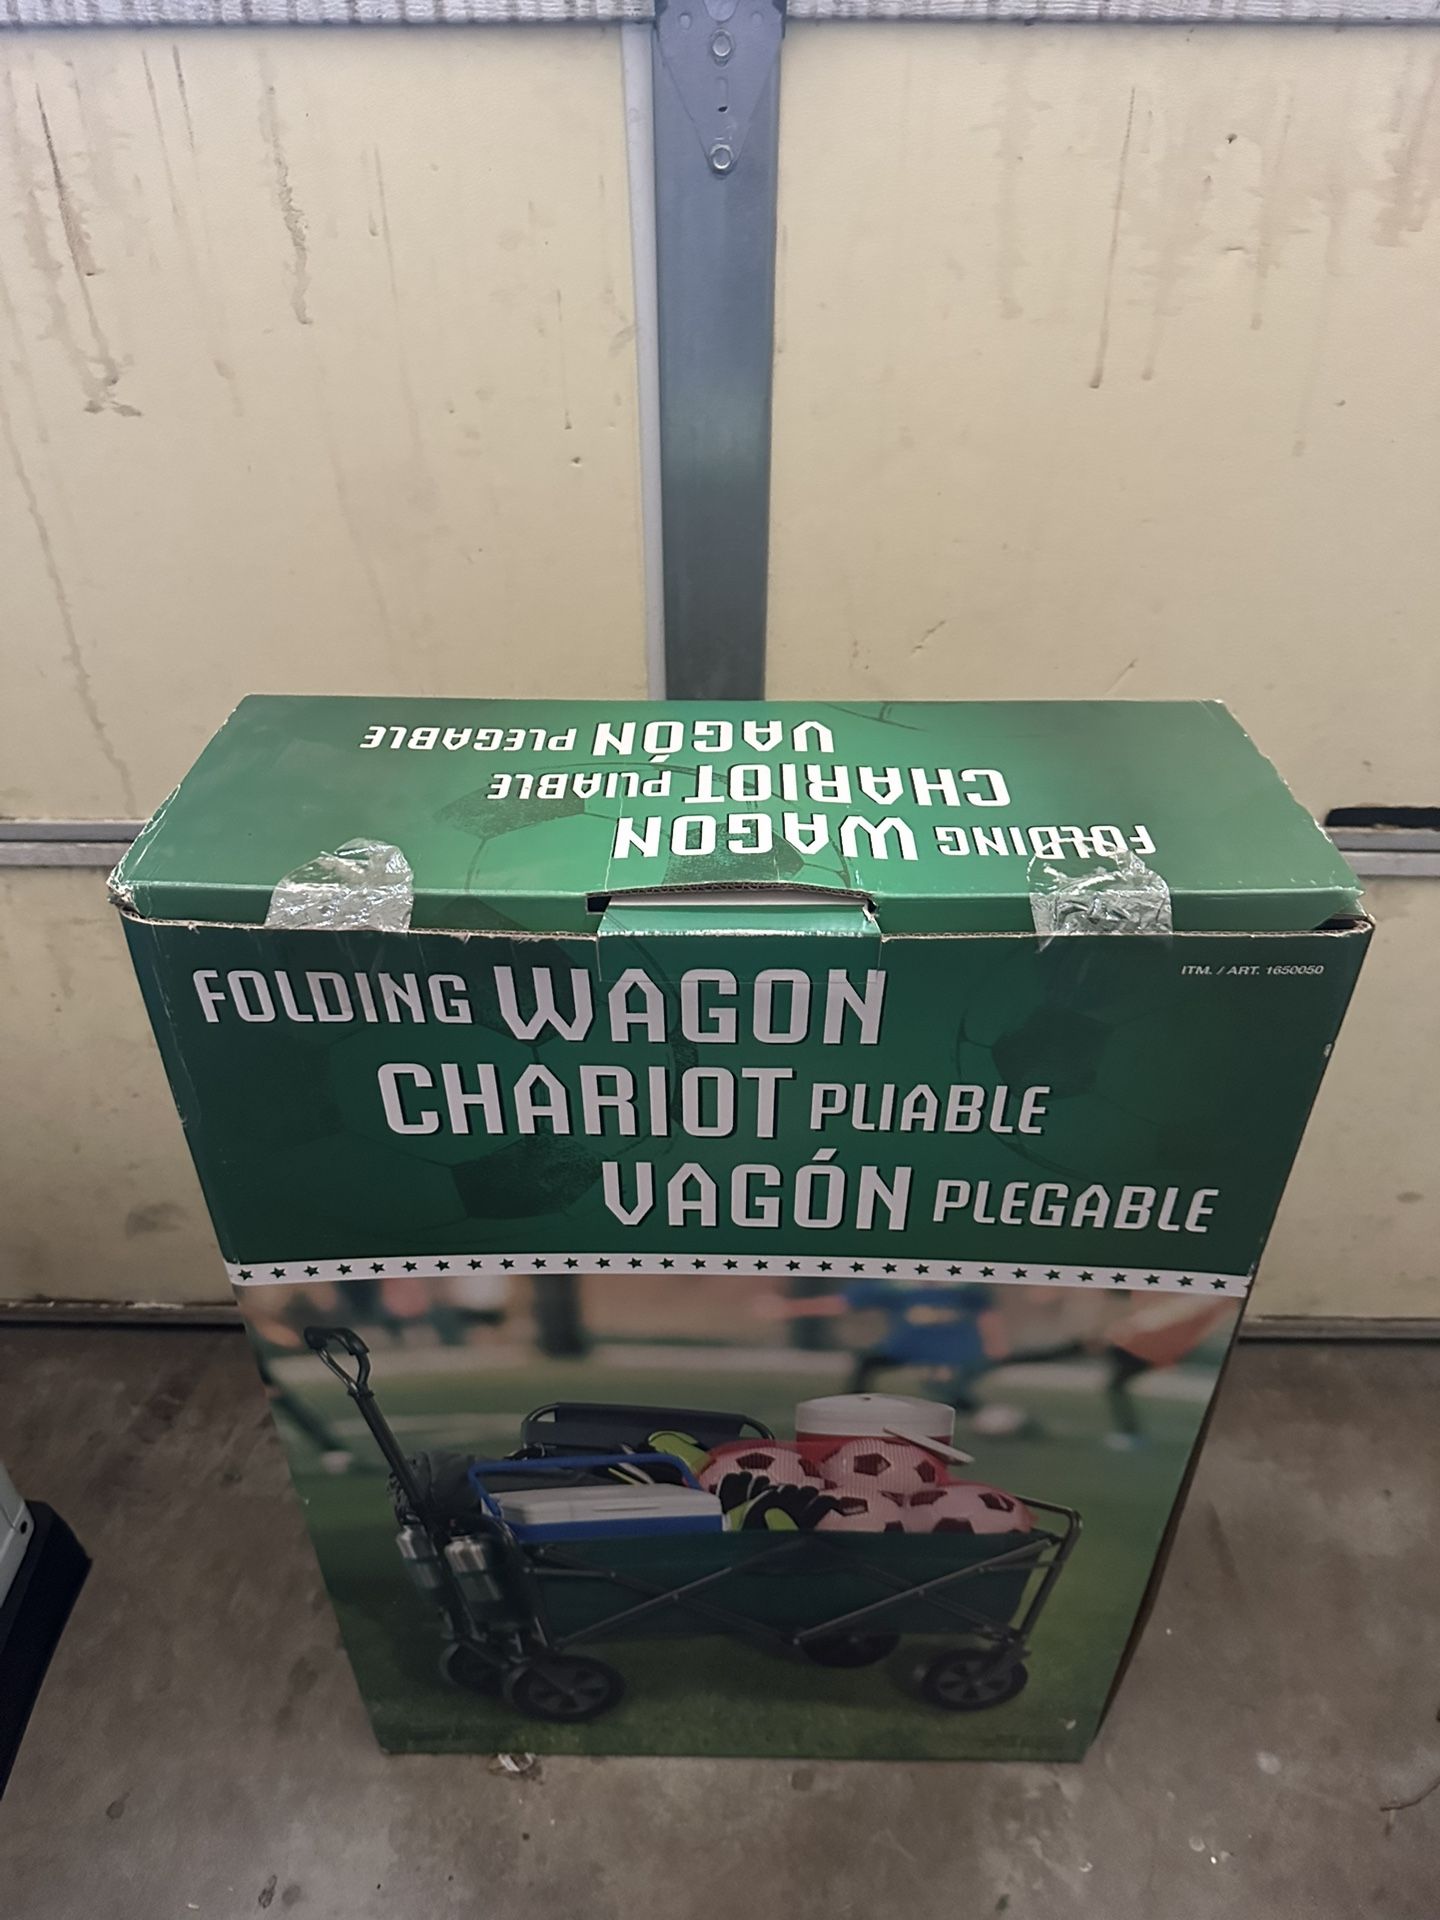 VAGÓN PLEGABLE
CHARIOT PLIABLE
FOLDING WAGON
ITM. / ART. 1650050
FOLDING WAGON
CHARIOT PLIABLE
VAGÓN PLEGABLE